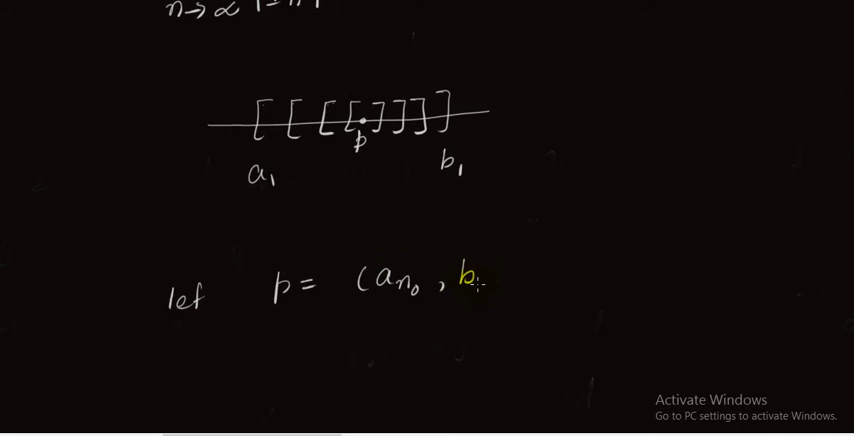 n→∞ |
[ [ [ [ . ] ] ] ]
p
a₁ b₁
let p = (aₙ₀ , b
Activate Windows
Go to PC settings to activate Windows.